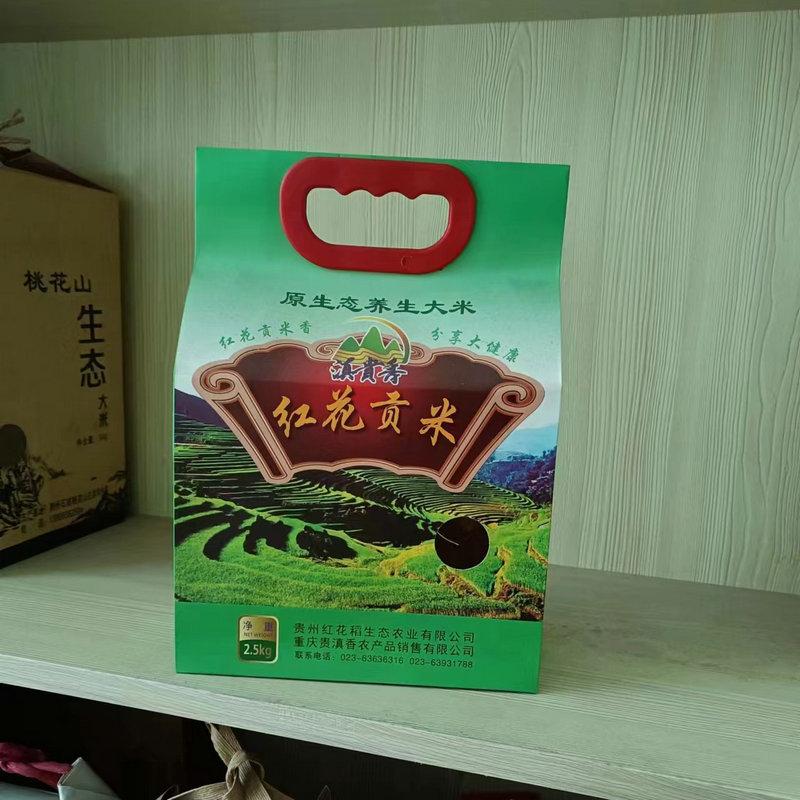 原生态养生大米
红花贡米香
分享大健康
滇贵香
红花贡米
净 重
NET WEIGHT
2.5kg
贵州红花稻生态农业有限公司
重庆贵滇香农产品销售有限公司
联系电话：023-63636316 023-63931788
桃花山
生态
大米
净含量：